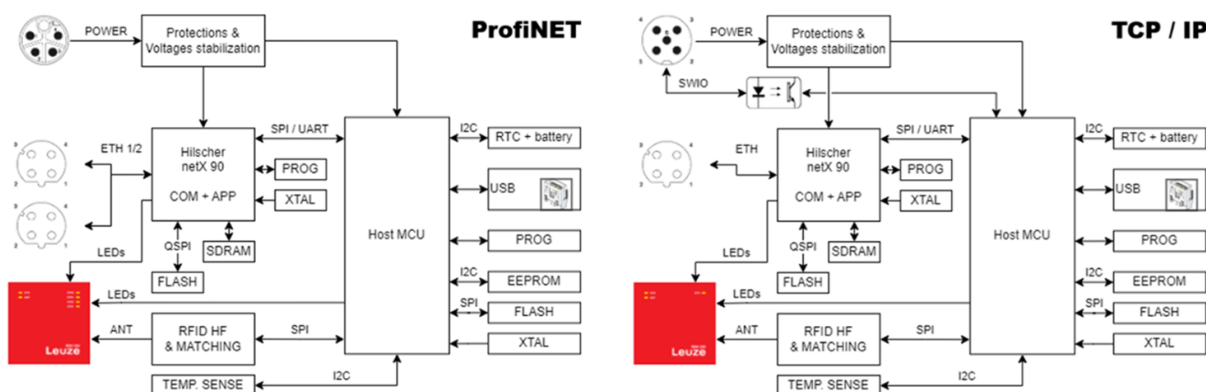 ProfiNET
POWER
Protections &
Voltages stabilization
ETH 1/2
Hilscher
netX 90
COM + APP
SPI / UART
PROG
XTAL
QSPI
SDRAM
FLASH
LEDs
LEDs
Leuze
ANT
RFID HF
& MATCHING
SPI
TEMP. SENSE
I2C
Host MCU
I2C
RTC + battery
USB
PROG
I2C
EEPROM
SPI
FLASH
XTAL
TCP / IP
POWER
Protections &
Voltages stabilization
SWIO
ETH
Hilscher
netX 90
COM + APP
SPI / UART
PROG
XTAL
QSPI
SDRAM
FLASH
LEDs
LEDs
Leuze
ANT
RFID HF
& MATCHING
SPI
TEMP. SENSE
I2C
Host MCU
I2C
RTC + battery
USB
PROG
I2C
EEPROM
SPI
FLASH
XTAL